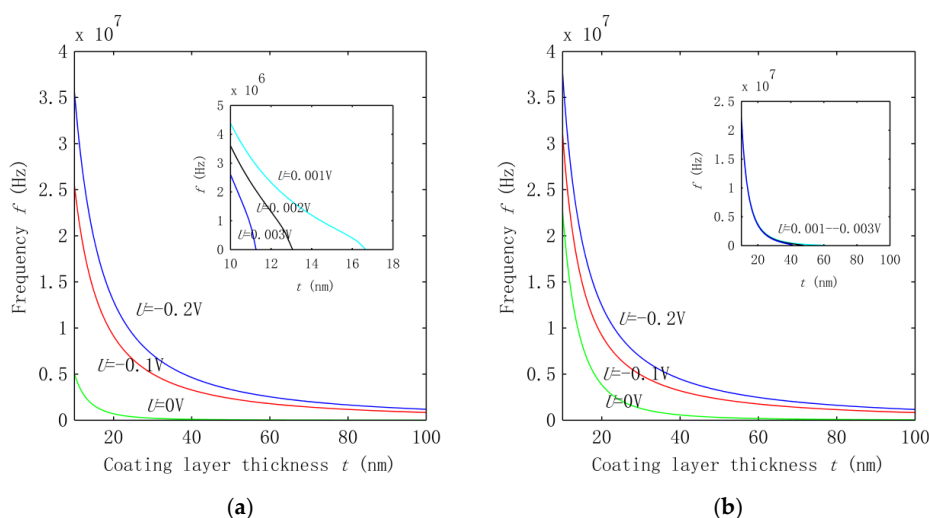 x 10^7
4
3.5
3
2.5
2
1.5
1
0.5
0
20 40 60 80 100
Frequency f (Hz)
Coating layer thickness t (nm)
U=-0.2V
U=-0.1V
U=0V
x 10^6
5
4
3
2
1
0
10 12 14 16 18
f (Hz)
t (nm)
U=0.001V
U=0.002V
U=0.003V
(a)
x 10^7
4
3.5
3
2.5
2
1.5
1
0.5
0
20 40 60 80 100
Frequency f (Hz)
Coating layer thickness t (nm)
U=-0.2V
U=-0.1V
U=0V
x 10^7
2.5
2
1.5
1
0.5
0
20 40 60 80 100
f (Hz)
t (nm)
U=0.001--0.003V
(b)